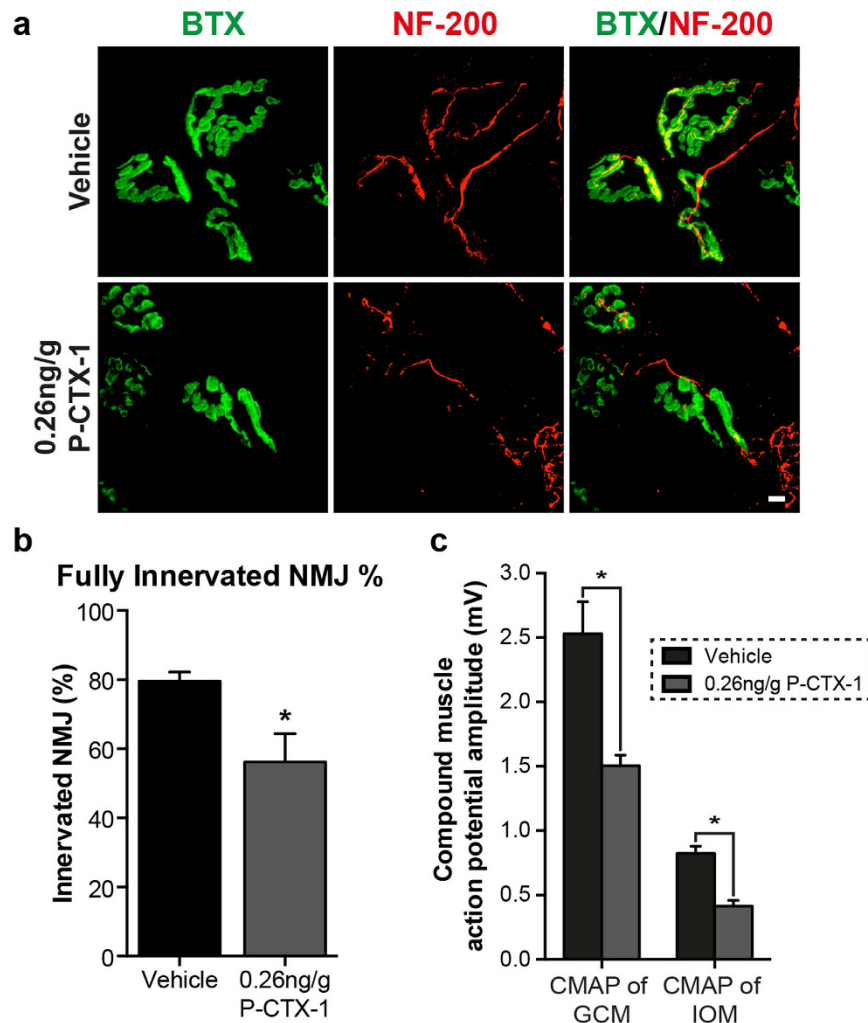 a
BTX
NF-200
BTX/NF-200
Vehicle
0.26ng/g
P-CTX-1
b
Fully Innervated NMJ %
Innervated NMJ (%)
100
80
60
40
20
0
*
Vehicle
0.26ng/g
P-CTX-1
c
Compound muscle
action potential amplitude (mV)
3.0
2.5
2.0
1.5
1.0
0.5
0.0
*
*
Vehicle
0.26ng/g P-CTX-1
CMAP of
GCM
CMAP of
IOM